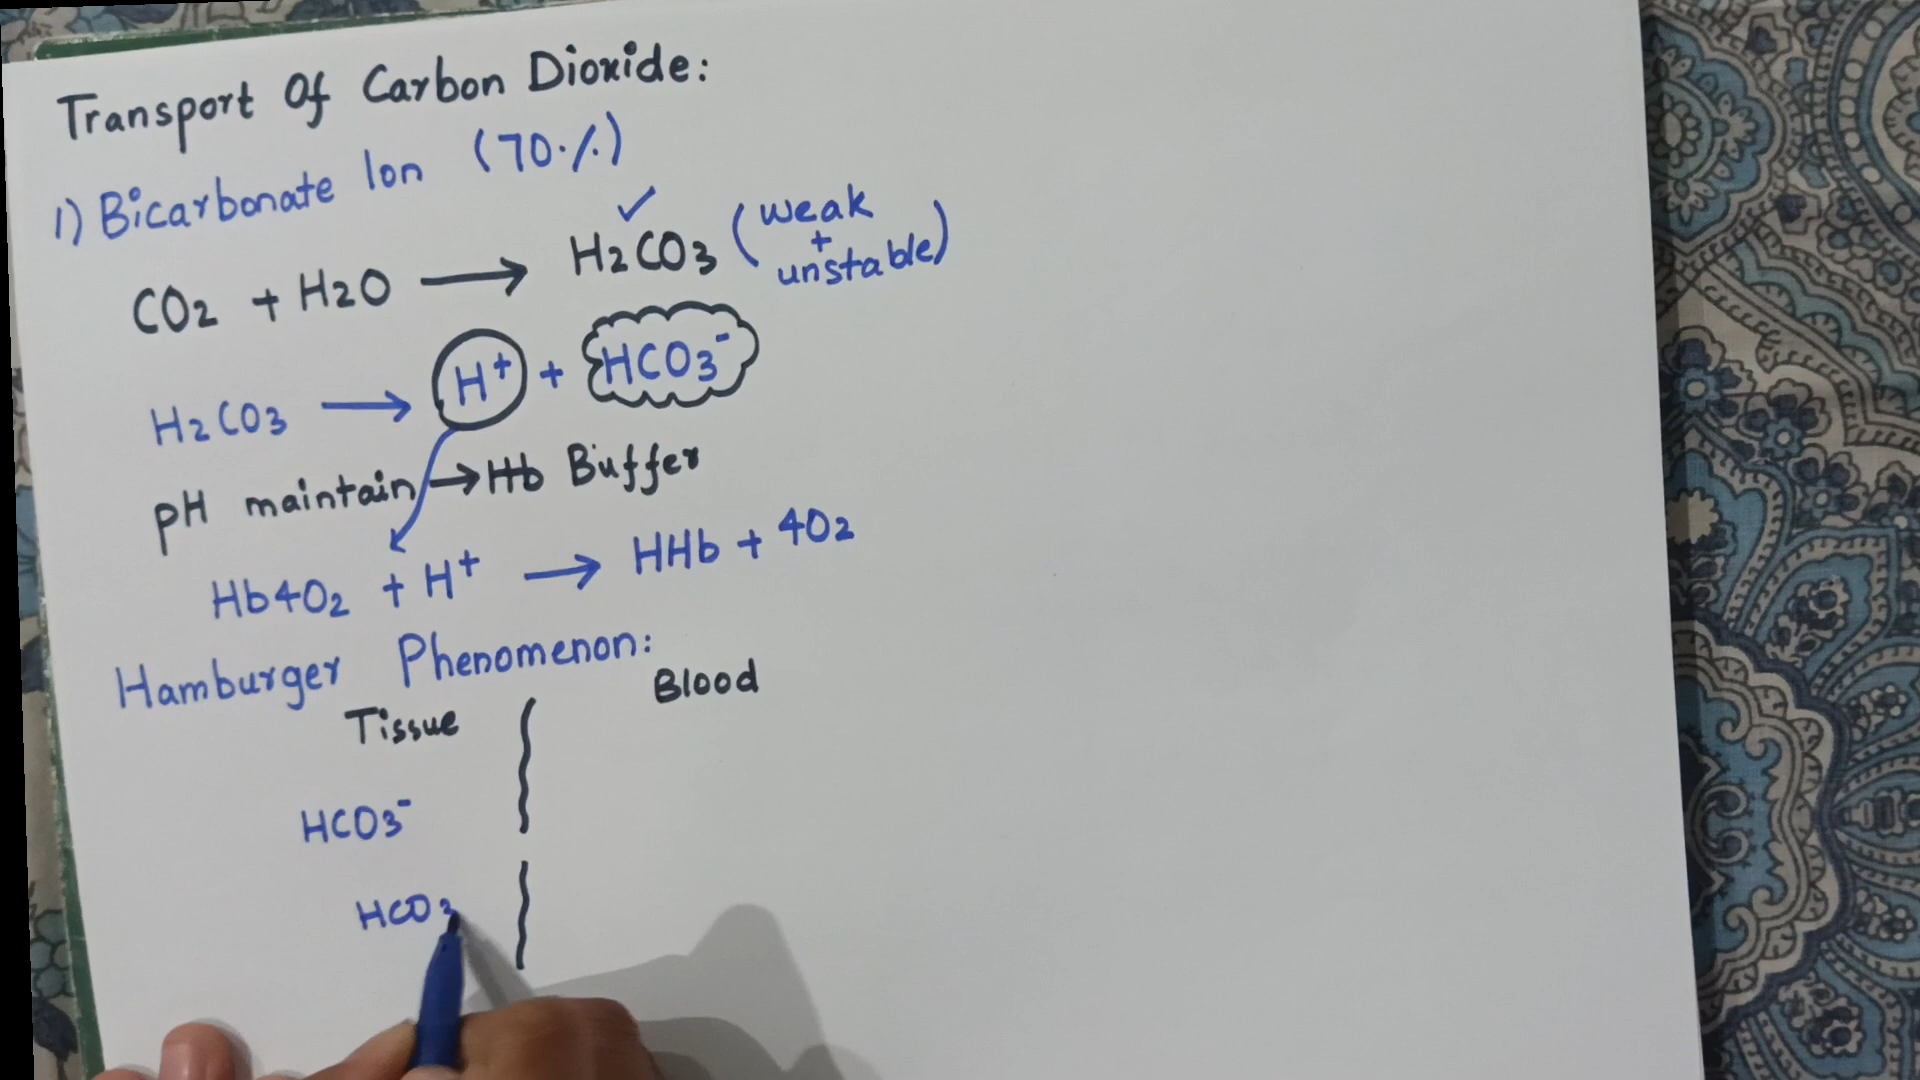 Transport Of Carbon Dioxide:
1) Bicarbonate Ion (70%)
CO2 + H2O → H2CO3 (weak + unstable)
H2CO3 → H+ + HCO3-
pH maintain → Hb Buffer
Hb4O2 + H+ → HHb + 4O2
Hamburger Phenomenon:
Tissue Blood
HCO3-
HCO3